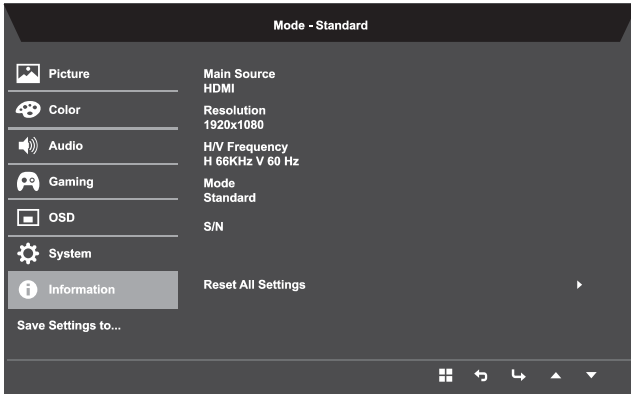 Mode - Standard
Picture
Color
Audio
Gaming
OSD
System
Information
Save Settings to...
Main Source
HDMI
Resolution
1920x1080
H/V Frequency
H 66KHz V 60 Hz
Mode
Standard
S/N
Reset All Settings